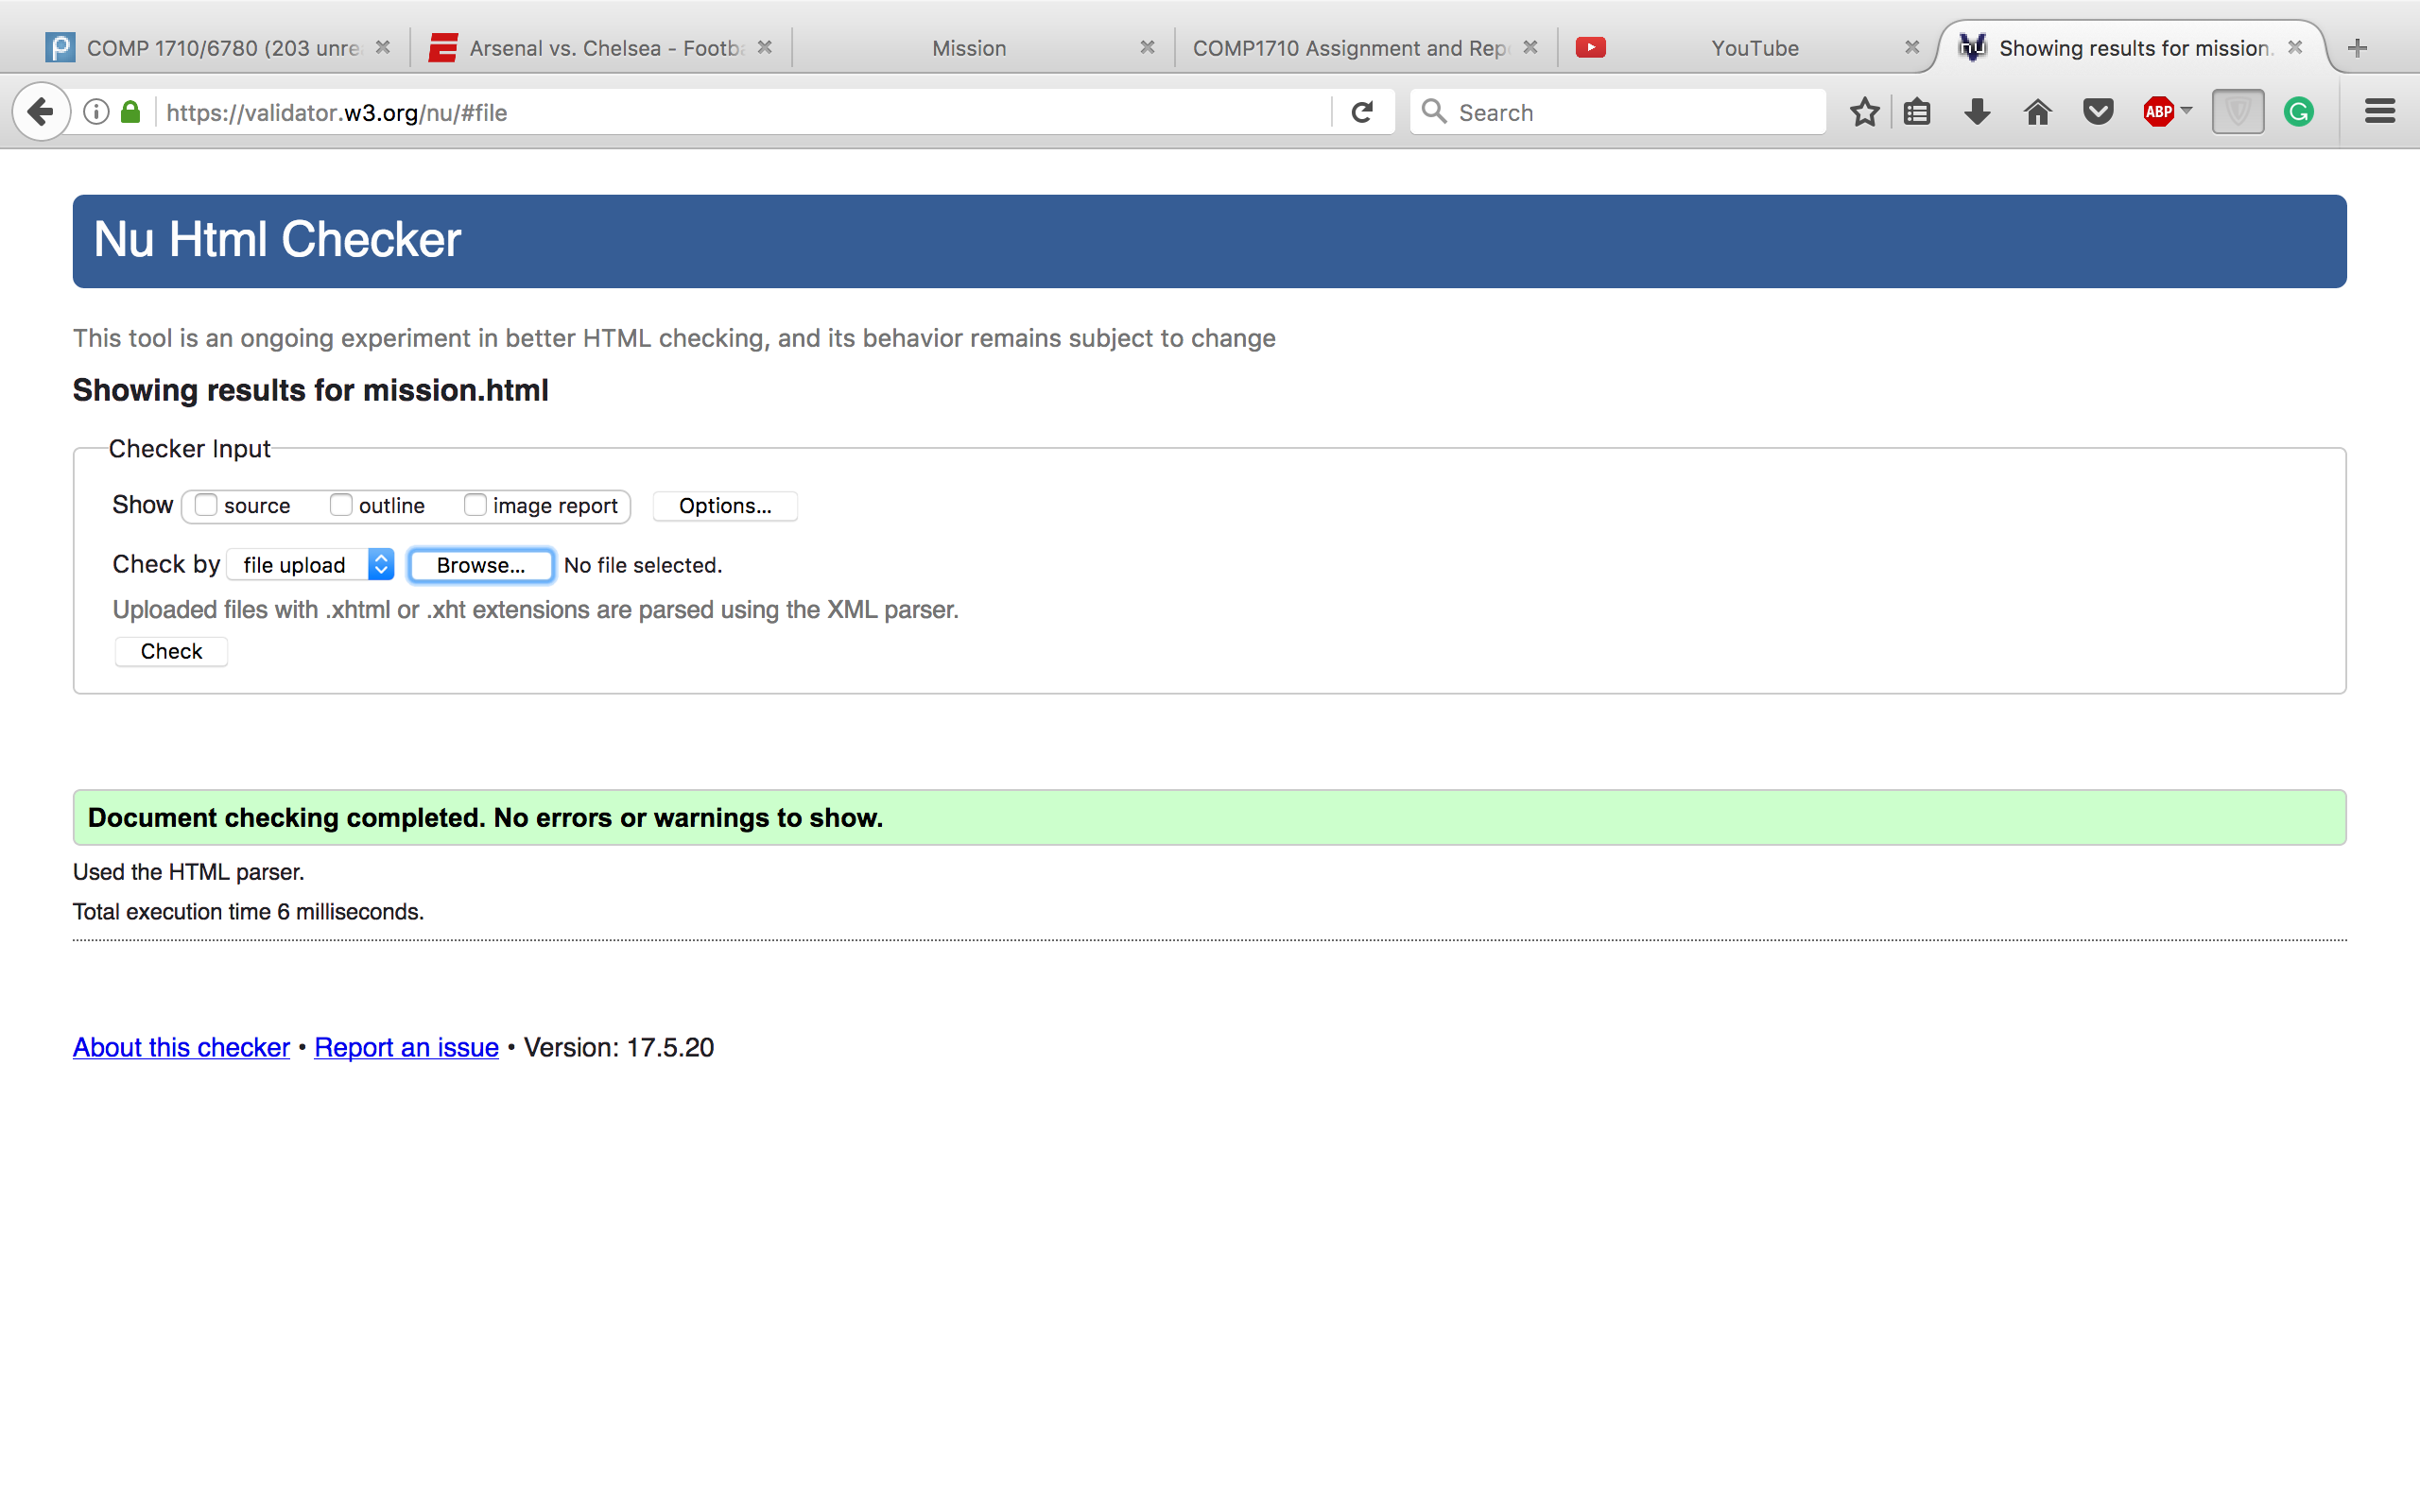 COMP 1710/6780 (203 unre
Arsenal vs. Chelsea - Footb
Mission
COMP1710 Assignment and Rep
YouTube
Showing results for mission.
https://validator.w3.org/nu/#file
Search
ABP
Nu Html Checker
This tool is an ongoing experiment in better HTML checking, and its behavior remains subject to change
Showing results for mission.html
Checker Input
Show source outline image report Options...
Check by file upload Browse... No file selected.
Uploaded files with .xhtml or .xht extensions are parsed using the XML parser.
Check
Document checking completed. No errors or warnings to show.
Used the HTML parser.
Total execution time 6 milliseconds.
About this checker • Report an issue • Version: 17.5.20